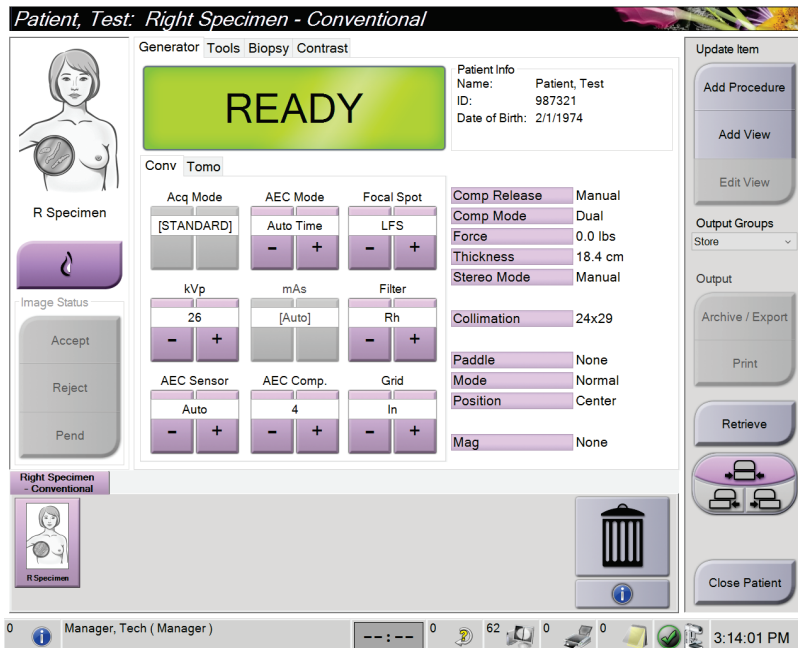 Patient, Test: Right Specimen - Conventional
Generator Tools Biopsy Contrast
READY
Patient Info
Name: Patient, Test
ID: 987321
Date of Birth: 2/1/1974
R Specimen
Image Status
Accept
Reject
Pend
Conv Tomo
Acq Mode AEC Mode Focal Spot
[STANDARD] Auto Time LFS
- + - +
kVp mAs Filter
26 [Auto] Rh
- + - +
AEC Sensor AEC Comp. Grid
Auto 4 In
- + - + - +
Comp Release Manual
Comp Mode Dual
Force 0.0 lbs
Thickness 18.4 cm
Stereo Mode Manual
Collimation 24x29
Paddle None
Mode Normal
Position Center
Mag None
Update Item
Add Procedure
Add View
Edit View
Output Groups
Store
Output
Archive / Export
Print
Retrieve
Close Patient
Right Specimen
- Conventional
R Specimen
0 Manager, Tech ( Manager ) --:-- 0 62 0 0 3:14:01 PM